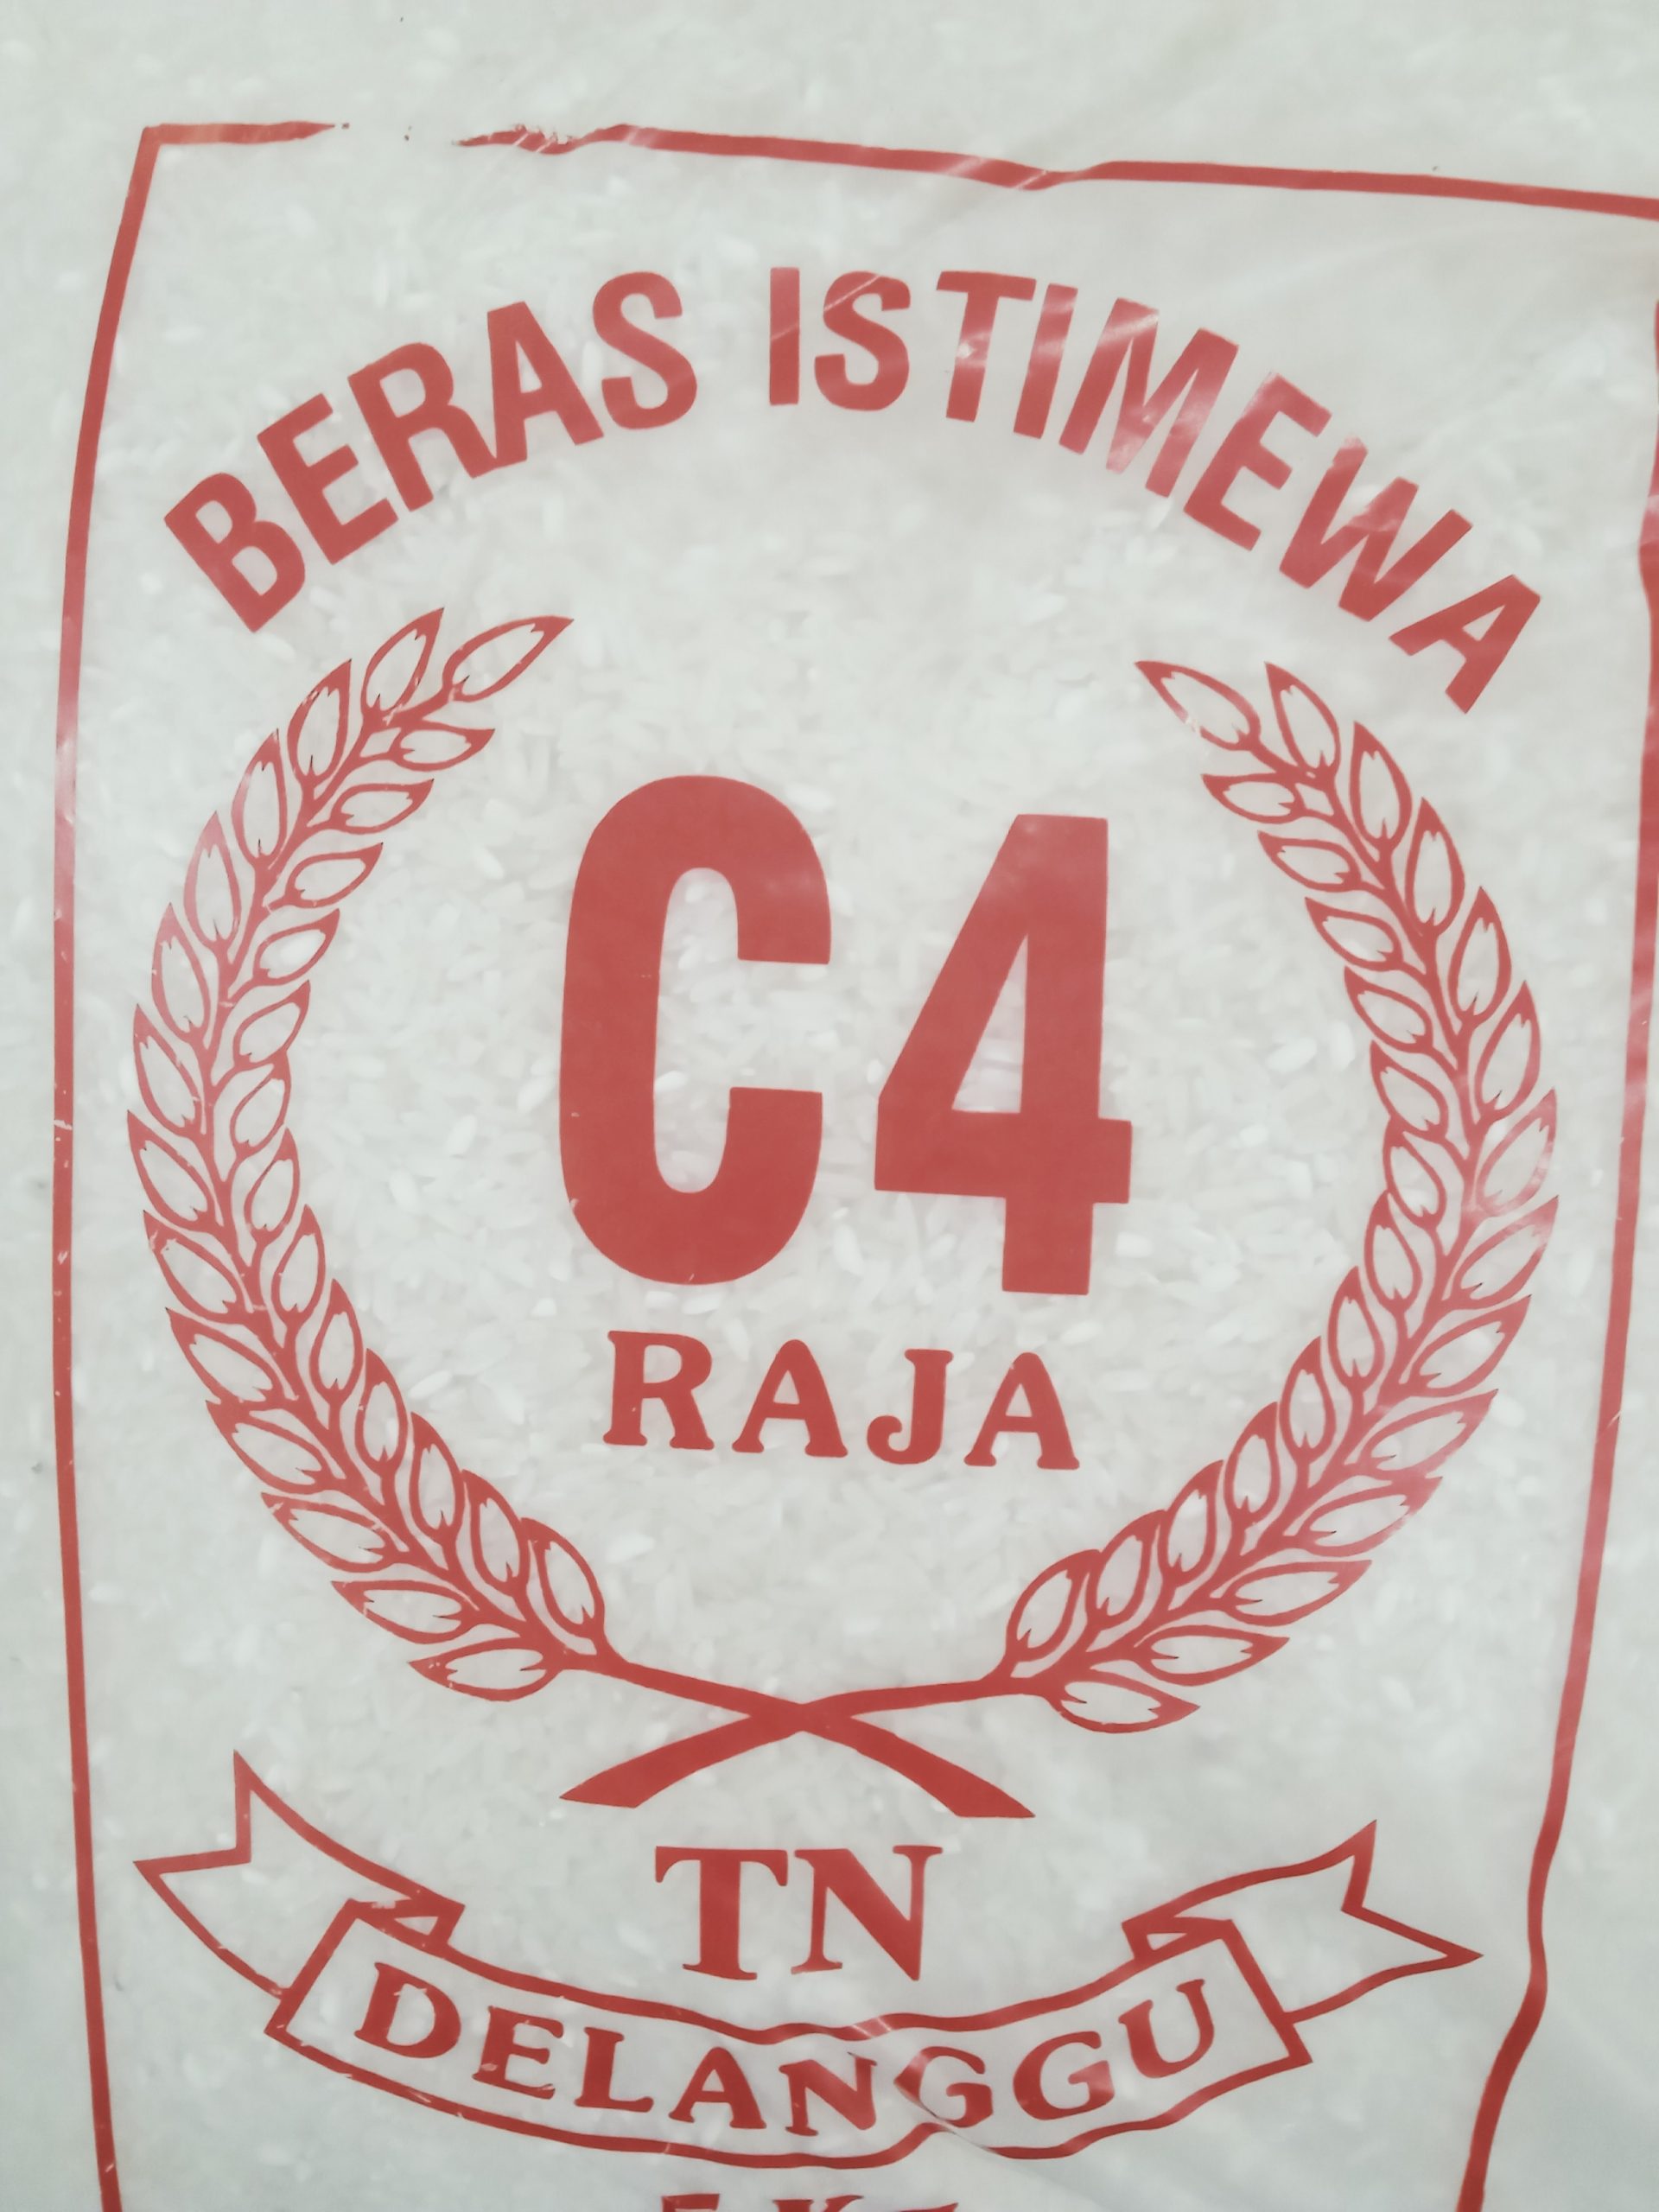 BERAS ISTIMEWA
C4
RAJA
TN
DELANGGU